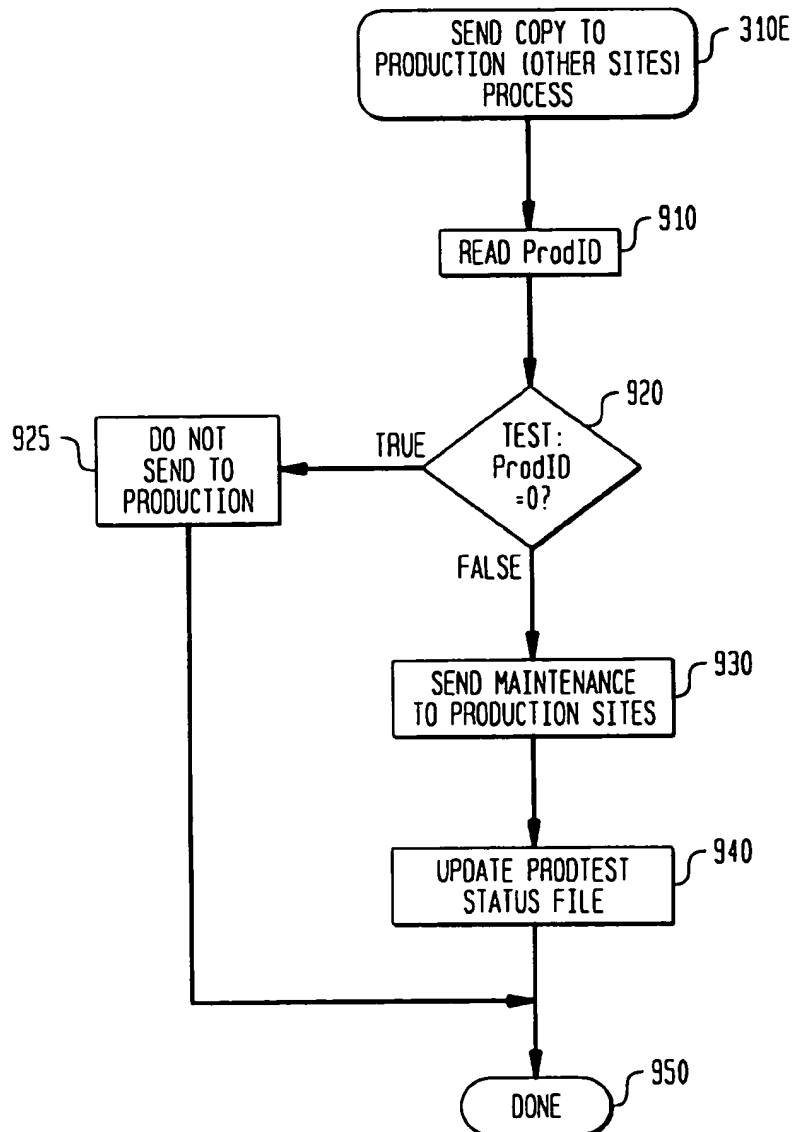 SEND COPY TO
PRODUCTION (OTHER SITES)
PROCESS
310E
READ ProdID
910
TEST:
ProdID
=0?
920
TRUE
DO NOT
SEND TO
PRODUCTION
925
FALSE
SEND MAINTENANCE
TO PRODUCTION SITES
930
UPDATE PRODTEST
STATUS FILE
940
DONE
950